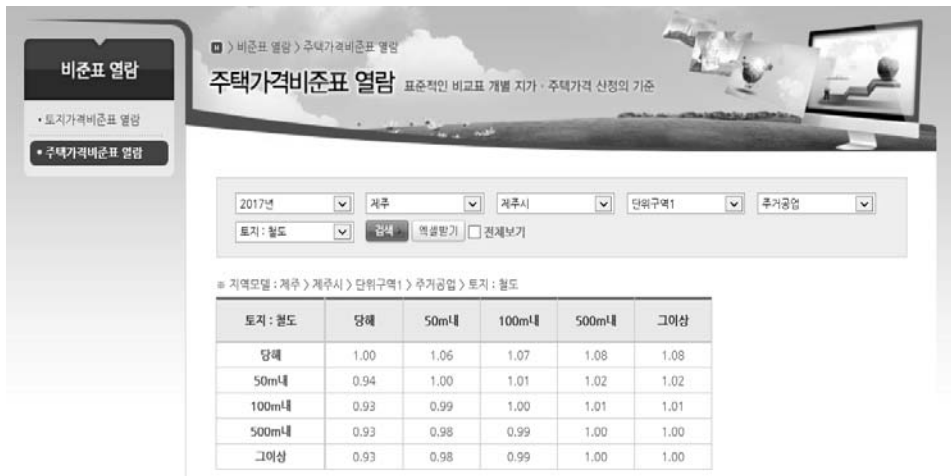 비준표 열람
• 토지가격비준표 열람
• 주택가격비준표 열람
H 〉비준표 열람 〉주택가격비준표 열람
주택가격비준표 열람 표준적인 비교표 개별 지가 · 주택가격 산정의 기준
2017년 제주 제주시 단위구역1 주거공업
토지 : 철도 검색 엑셀받기 전체보기
※ 지역모델 : 제주 〉제주시 〉단위구역1 〉주거공업 〉토지 : 철도
토지 : 철도 당해 50m내 100m내 500m내 그이상
당해 1.00 1.06 1.07 1.08 1.08
50m내 0.94 1.00 1.01 1.02 1.02
100m내 0.93 0.99 1.00 1.01 1.01
500m내 0.93 0.98 0.99 1.00 1.00
그이상 0.93 0.98 0.99 1.00 1.00